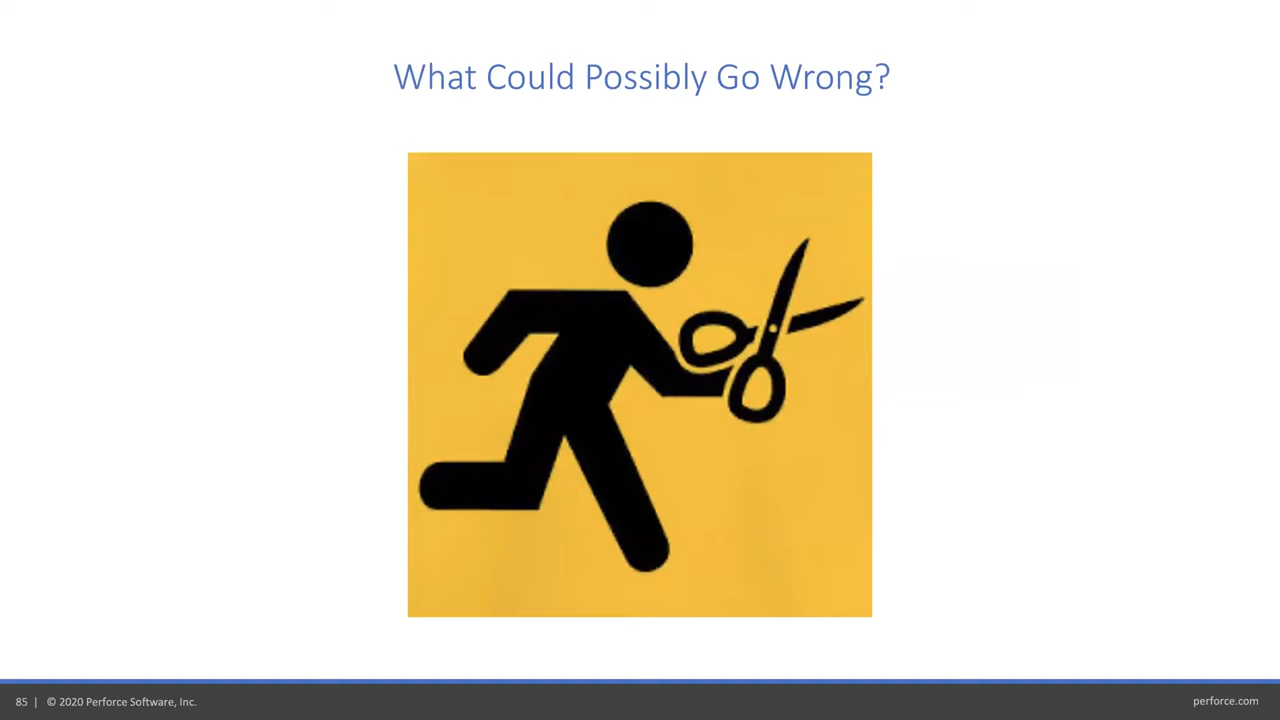 What Could Possibly Go Wrong?
85 | © 2020 Perforce Software, Inc.
perforce.com